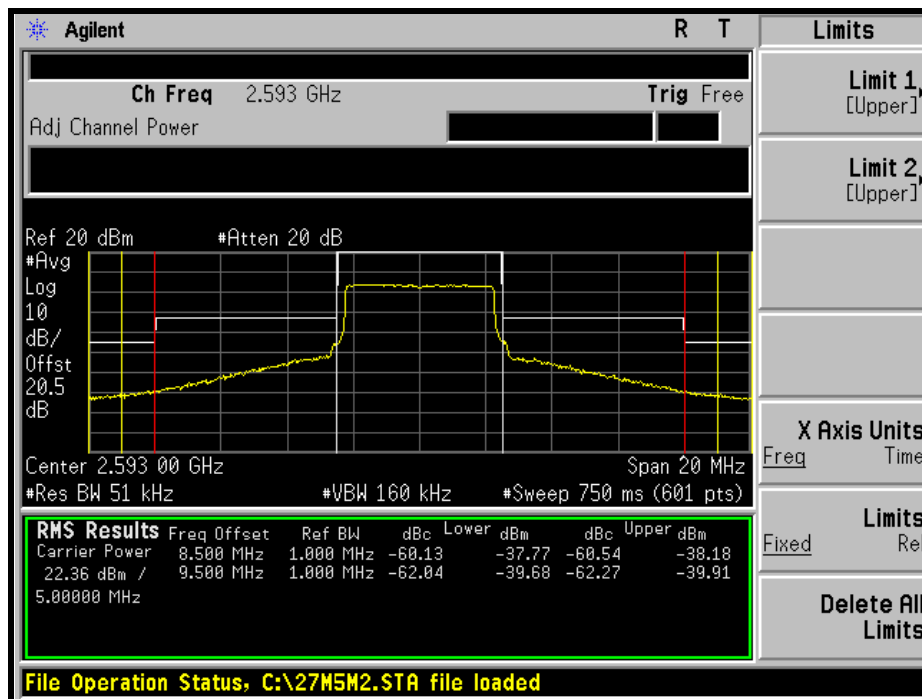 Agilent R T Limits
Ch Freq 2.593 GHz Trig Free
Adj Channel Power
Limit 1
[Upper]
Limit 2
[Upper]
Ref 20 dBm #Atten 20 dB
#Avg
Log
10
dB/
Offst
20.5
dB
Center 2.593 00 GHz Span 20 MHz
#Res BW 51 kHz #VBW 160 kHz #Sweep 750 ms (601 pts)
X Axis Units
Freq Time
RMS Results Freq Offset Ref BW dBc Lower dBm dBc Upper dBm
Carrier Power 8.500 MHz 1.000 MHz -60.13 -37.77 -60.54 -38.18
22.36 dBm / 9.500 MHz 1.000 MHz -62.04 -39.68 -62.27 -39.91
5.00000 MHz
Limits
Fixed Rel
Delete All
Limits
File Operation Status, C:\27M5M2.STA file loaded